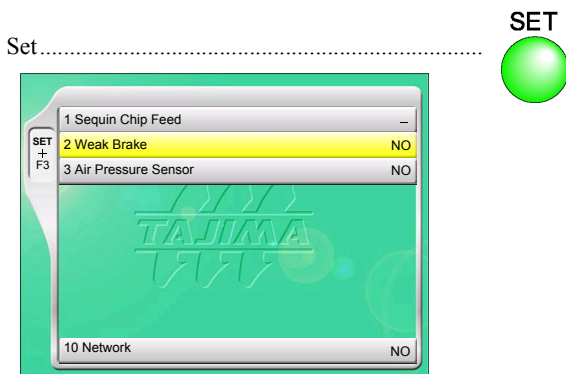 SET
Set......................................................................
1 Sequin Chip Feed –
SET
+
F3
2 Weak Brake NO
3 Air Pressure Sensor NO
TAJIMA
10 Network NO